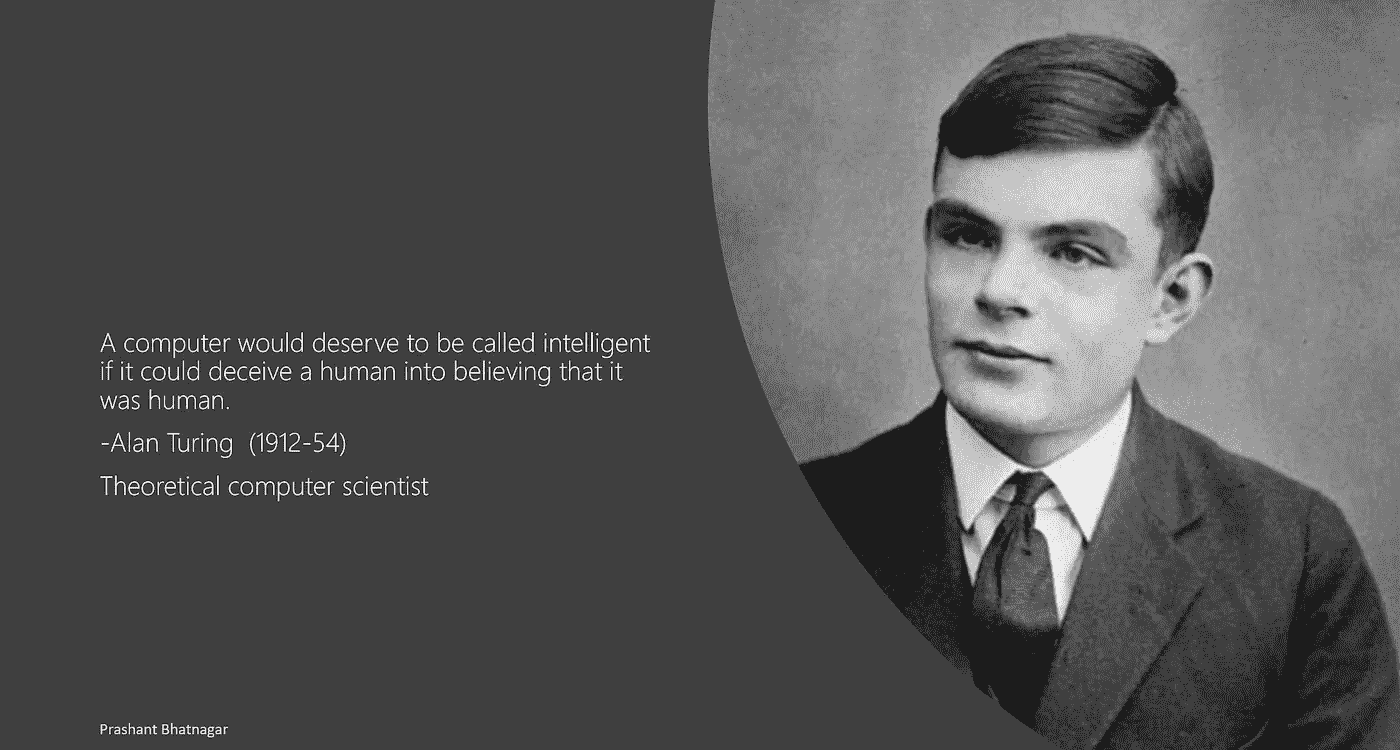 A computer would deserve to be called intelligent
if it could deceive a human into believing that it
was human.
-Alan Turing  (1912-54)
Theoretical computer scientist
Prashant Bhatnagar